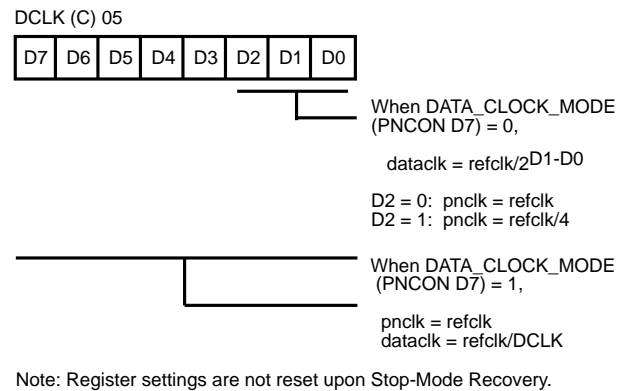 DCLK (C) 05
D7 D6 D5 D4 D3 D2 D1 D0
When DATA_CLOCK_MODE
(PNCON D7) = 0,
dataclk = refclk/2D1-D0
D2 = 0: pnclk = refclk
D2 = 1: pnclk = refclk/4
When DATA_CLOCK_MODE
(PNCON D7) = 1,
pnclk = refclk
dataclk = refclk/DCLK
Note: Register settings are not reset upon Stop-Mode Recovery.